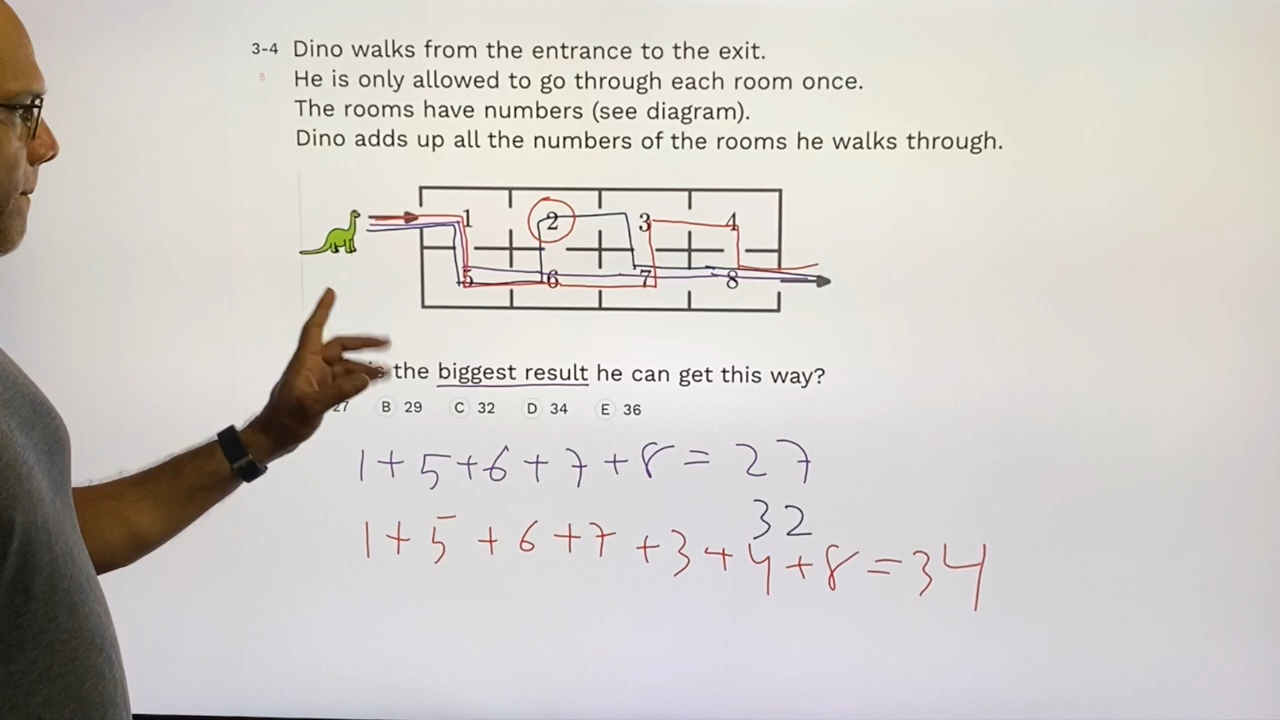 3-4 Dino walks from the entrance to the exit.
5 He is only allowed to go through each room once.
The rooms have numbers (see diagram).
Dino adds up all the numbers of the rooms he walks through.
1 2 3 4
5 6 7 8
the biggest result he can get this way?
27 B 29 C 32 D 34 E 36
1+5+6+7+8=27
32
1+5+6+7+3+4+8=34